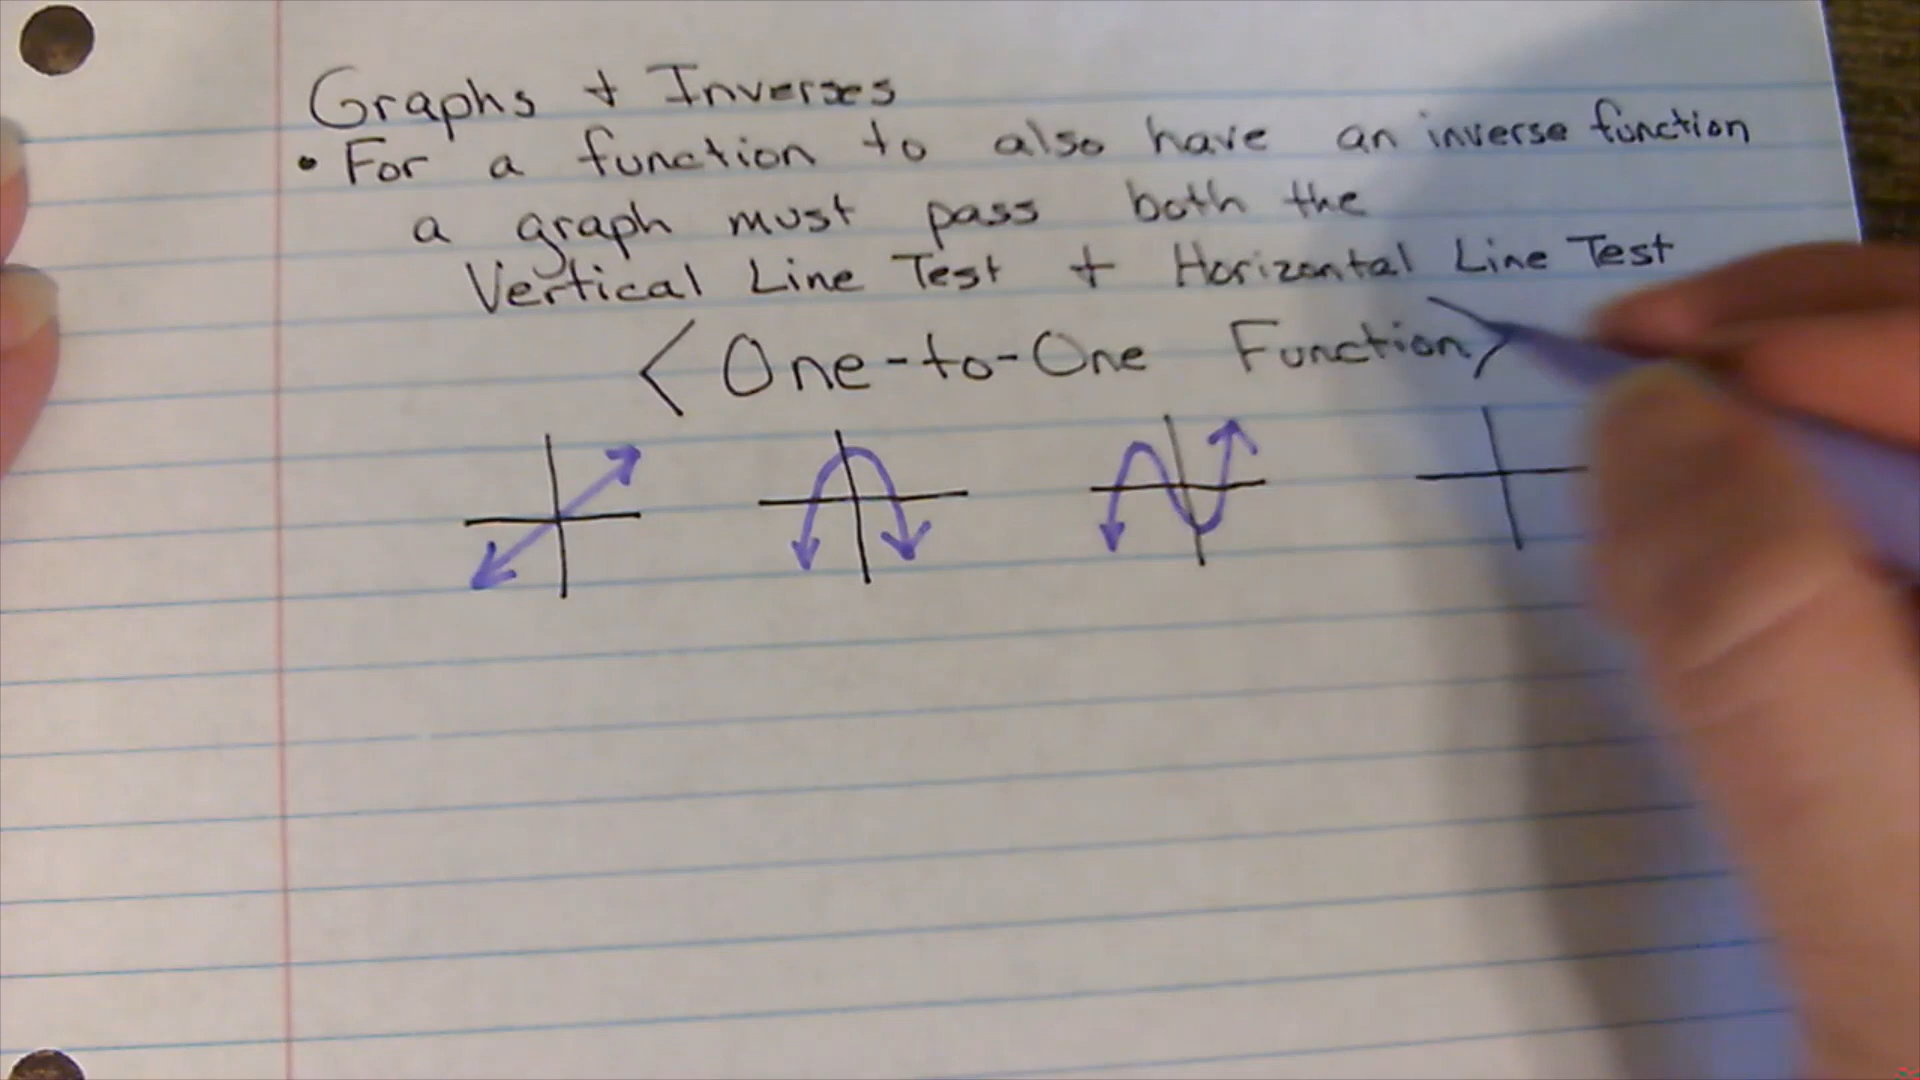 Graphs + Inverses
• For a function to also have an inverse function
a graph must pass both the
Vertical Line Test + Horizontal Line Test
<One-to-One Function>